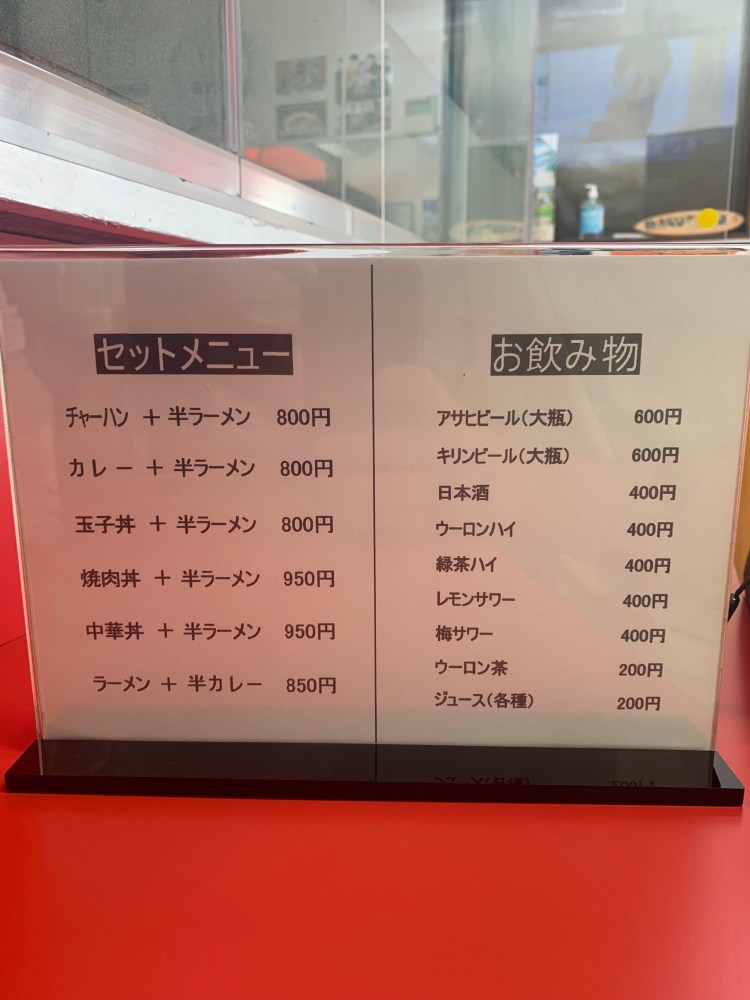 セットメニュー
チャーハン ＋ 半ラーメン 800円
カレー ＋ 半ラーメン 800円
玉子丼 ＋ 半ラーメン 800円
焼肉丼 ＋ 半ラーメン 950円
中華丼 ＋ 半ラーメン 950円
ラーメン ＋ 半カレー 850円
お飲み物
アサヒビール（大瓶） 600円
キリンビール（大瓶） 600円
日本酒 400円
ウーロンハイ 400円
緑茶ハイ 400円
レモンサワー 400円
梅サワー 400円
ウーロン茶 200円
ジュース（各種） 200円